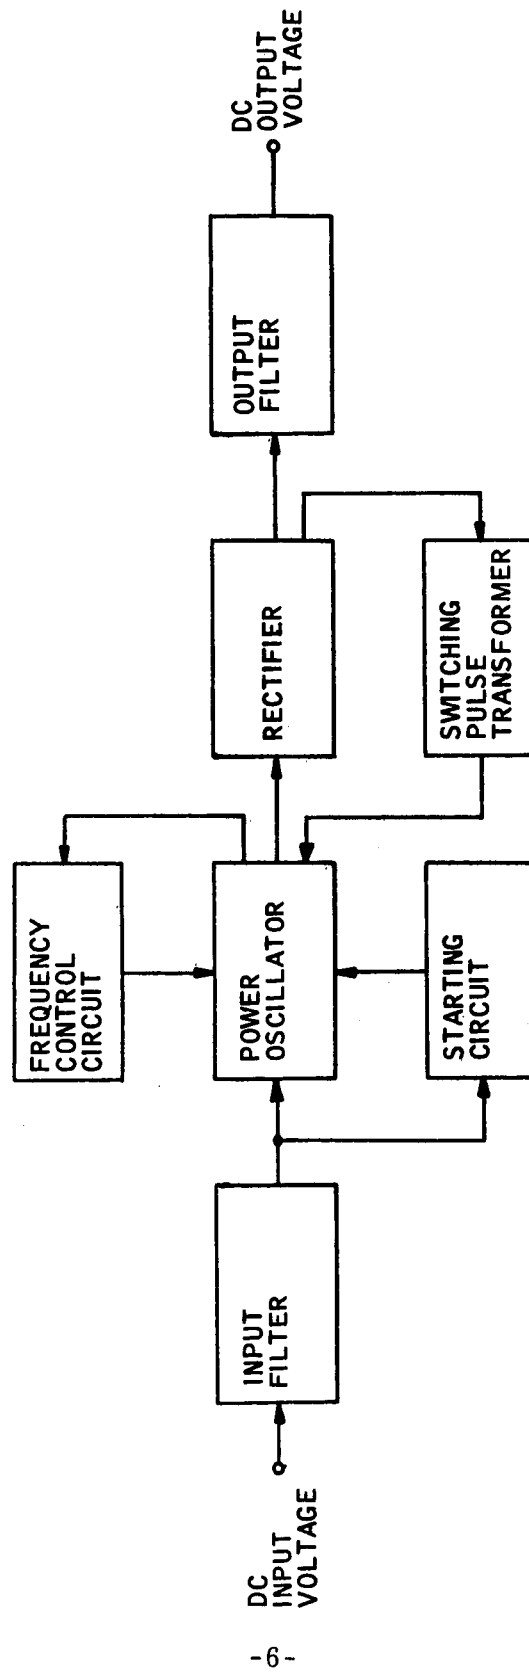 FREQUENCY
CONTROL
CIRCUIT
DC
INPUT
VOLTAGE
INPUT
FILTER
POWER
OSCILLATOR
RECTIFIER
OUTPUT
FILTER
DC
OUTPUT
VOLTAGE
STARTING
CIRCUIT
SWITCHING
PULSE
TRANSFORMER
-6-